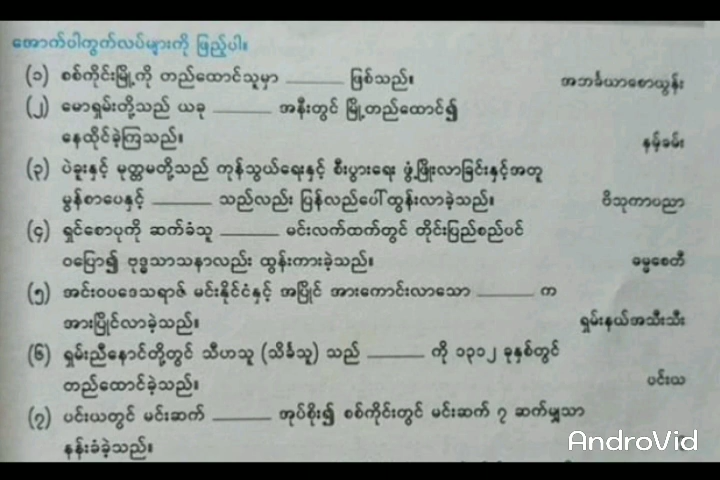 အောက်ပါကွက်လပ်များကို ဖြည့်ပါ။
(၁) စစ်ကိုင်းမြို့ကို တည်ထောင်သူမှာ ________ ဖြစ်သည်။ အဘင်္ခယာစောယွန်း
(၂) မောရှမ်းတို့သည် ယခု ________ အနီးတွင် မြို့တည်ထောင်၍
နေထိုင်ခဲ့ကြသည်။ နမ့်ခမ်း
(၃) ပဲခူးနှင့် မုတ္တမတို့သည် ကုန်သွယ်ရေးနှင့် စီးပွားရေး ဖွံ့ဖြိုးလာခြင်းနှင့်အတူ
မွန်စာပေနှင့် ________ သည်လည်း ပြန်လည်ပေါ်ထွန်းလာခဲ့သည်။ ဝိသုကာပညာ
(၄) ရှင်စောပုကို ဆက်ခံသူ ________ မင်းလက်ထက်တွင် တိုင်းပြည်စည်ပင်
ဝပြော၍ ဗုဒ္ဓသာသနာလည်း ထွန်းကားခဲ့သည်။ ဓမ္မစေတီ
(၅) အင်းဝပဒေသရာဇ် မင်းနိုင်ငံနှင့် အပြိုင် အားကောင်းလာသော ________ က
အားပြိုင်လာခဲ့သည်။ ရှမ်းနယ်အသီးသီး
(၆) ရှမ်းညီနောင်တို့တွင် သီဟသူ (သိင်္ခသူ) သည် ________ ကို ၁၃၁၂ ခုနှစ်တွင်
တည်ထောင်ခဲ့သည်။ ပင်းယ
(၇) ပင်းယတွင် မင်းဆက် ________ အုပ်စိုး၍ စစ်ကိုင်းတွင် မင်းဆက် ၇ ဆက်မျှသာ
နန်းခံခဲ့သည်။
AndroVid